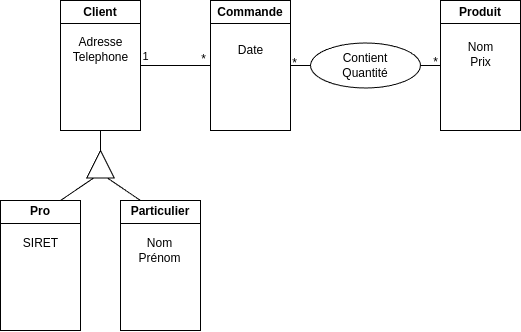 Client
Adresse
Telephone
1
*
Commande
Date
*
Contient
Quantité
*
Produit
Nom
Prix
Pro
SIRET
Particulier
Nom
Prénom